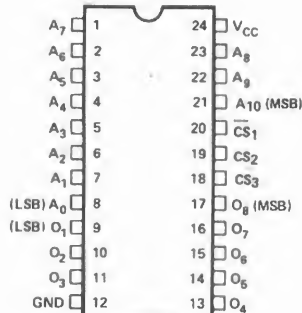 A7 1 24 VCC
A6 2 23 A8
A5 3 22 A9
A4 4 21 A10 (MSB)
A3 5 20 C̅S̅1
A2 6 19 CS2
A1 7 18 CS3
(LSB) A0 8 17 O8 (MSB)
(LSB) O1 9 16 O7
O2 10 15 O6
O3 11 14 O5
GND 12 13 O4